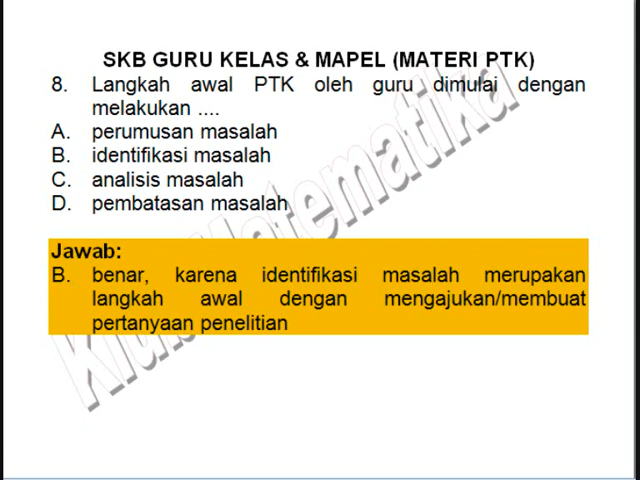 SKB GURU KELAS & MAPEL (MATERI PTK)
8. Langkah awal PTK oleh guru dimulai dengan
melakukan ....
A. perumusan masalah
B. identifikasi masalah
C. analisis masalah
D. pembatasan masalah
Jawab:
B. benar, karena identifikasi masalah merupakan
langkah awal dengan mengajukan/membuat
pertanyaan penelitian